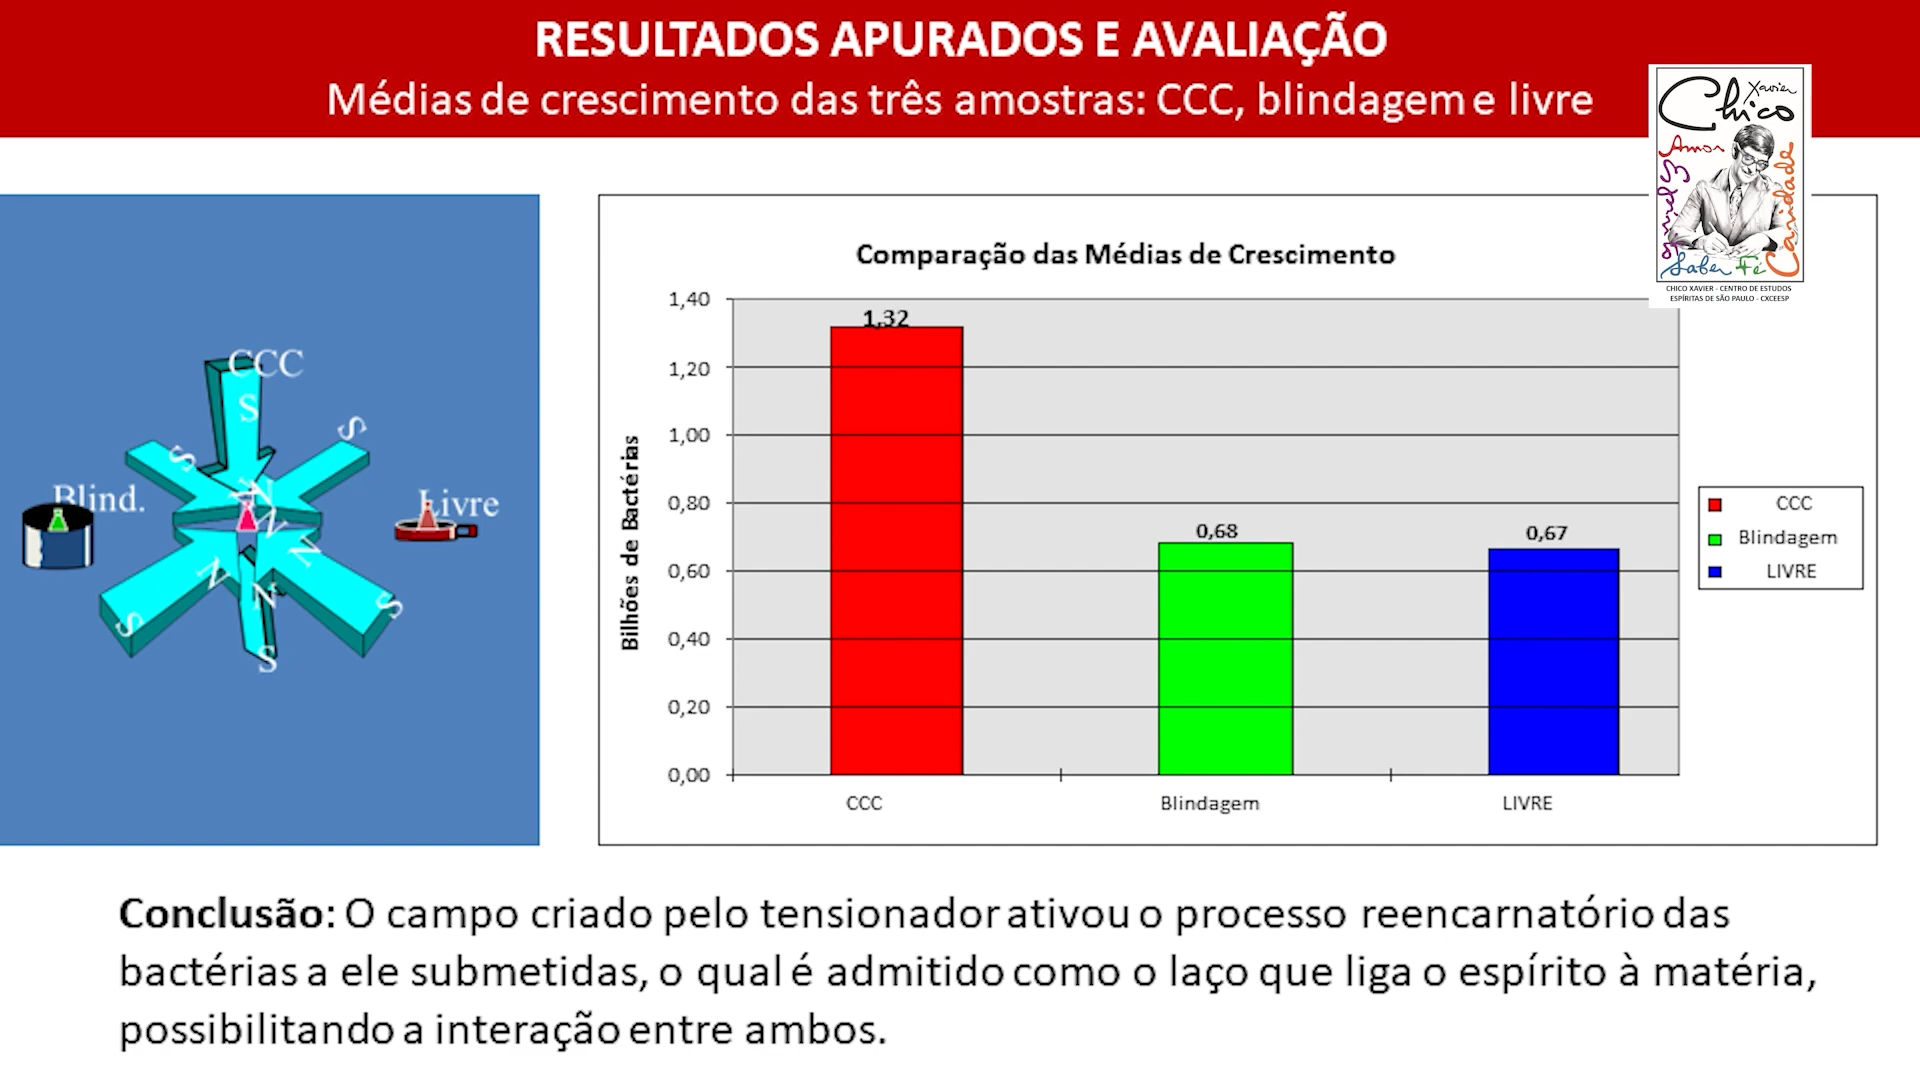 RESULTADOS APURADOS E AVALIAÇÃO
Médias de crescimento das três amostras: CCC, blindagem e livre
Chico
Xavier
Amor
Caridade
Saber Fé
CHICO XAVIER - CENTRO DE ESTUDOS
ESPÍRITAS DE SÃO PAULO - CXCEESP
CCC
S
S
S
Blind.
Livre
N
N
N
N
N
N
S
S
S
Comparação das Médias de Crescimento
Bilhões de Bactérias
1,40
1,20
1,00
0,80
0,60
0,40
0,20
0,00
1,32
0,68
0,67
CCC
Blindagem
LIVRE
CCC
Blindagem
LIVRE
Conclusão: O campo criado pelo tensionador ativou o processo reencarnatório das
bactérias a ele submetidas, o qual é admitido como o laço que liga o espírito à matéria,
possibilitando a interação entre ambos.